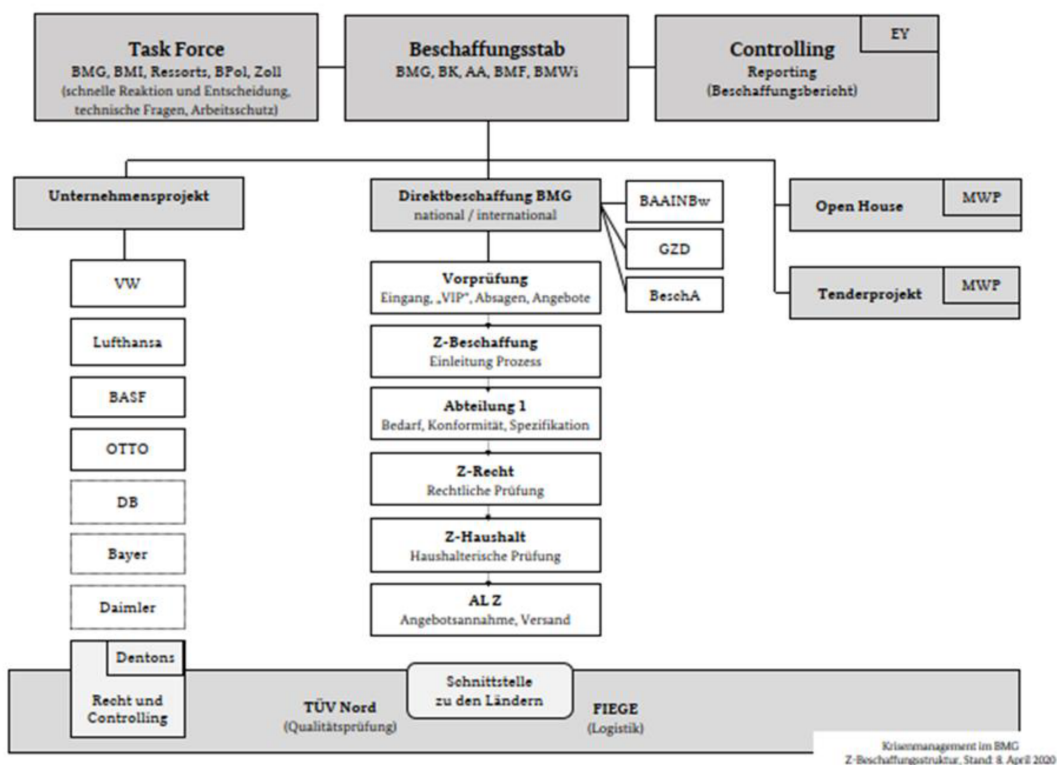 Task Force
BMG, BMI, Ressorts, BPol, Zoll
(schnelle Reaktion und Entscheidung,
technische Fragen, Arbeitsschutz)
Beschaffungsstab
BMG, BK, AA, BMF, BMWi
EY
Controlling
Reporting
(Beschaffungsbericht)
Unternehmensprojekt
VW
Lufthansa
BASF
OTTO
DB
Bayer
Daimler
Dentons
Recht und
Controlling
Direktbeschaffung BMG
national / international
BAAINBw
GZD
BeschA
Vorprüfung
Eingang, „VIP“, Absagen, Angebote
Z-Beschaffung
Einleitung Prozess
Abteilung 1
Bedarf, Konformität, Spezifikation
Z-Recht
Rechtliche Prüfung
Z-Haushalt
Haushalterische Prüfung
AL Z
Angebotsannahme, Versand
Open House
MWP
Tenderprojekt
MWP
TÜV Nord
(Qualitätsprüfung)
Schnittstelle
zu den Ländern
FIEGE
(Logistik)
Krisenmanagement im BMG
Z-Beschaffungsstruktur, Stand: 8. April 2020